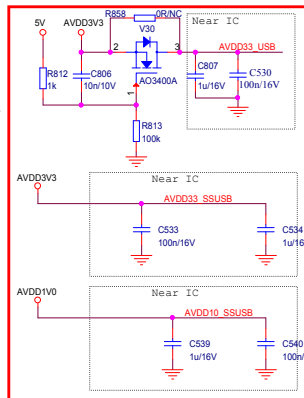 R858
0R/NC
Near IC
5V
AVDD3V3
V30
2
3
AVDD33_USB
R812
1k
C806
10n/10V
AO3400A
1
C807
1u/16V
C530
100n/16V
R813
100k
AVDD3V3
Near IC
AVDD33_SSUSB
C533
100n/16V
C534
1u/16
AVDD1V0
Near IC
AVDD10_SSUSB
C539
1u/16V
C540
100n/